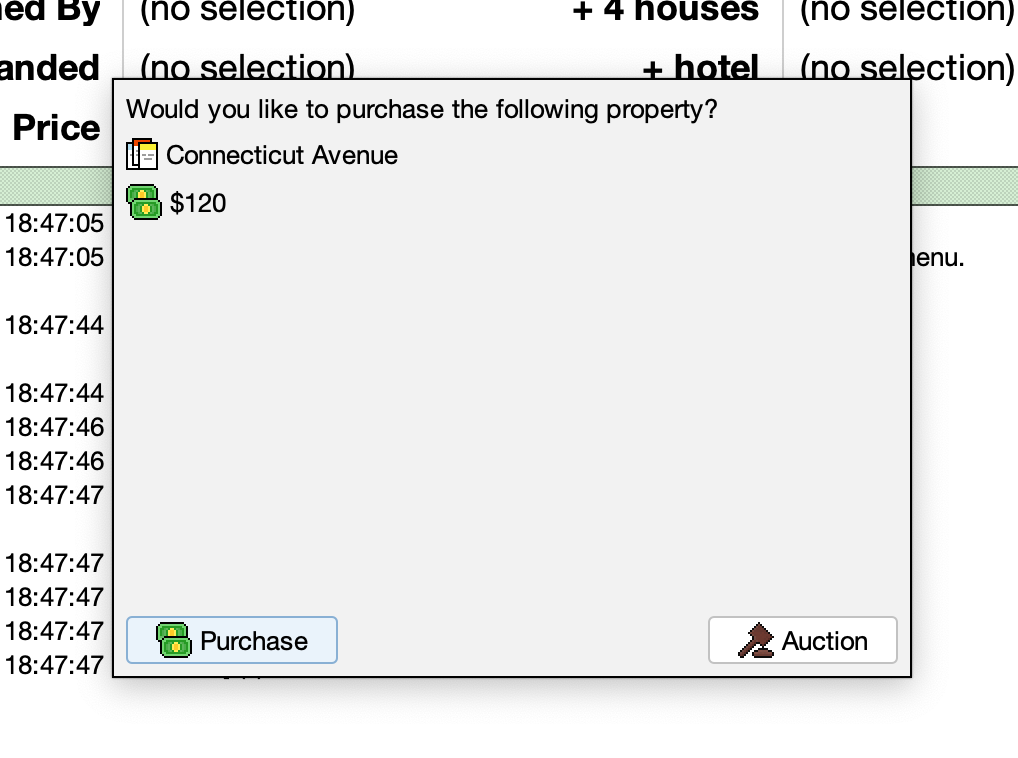 ned By (no selection) + 4 houses (no selection)
anded (no selection) + hotel (no selection)
Price
Would you like to purchase the following property?
Connecticut Avenue
$120
18:47:05
18:47:05 enu.
18:47:44
18:47:44
18:47:46
18:47:46
18:47:47
18:47:47
18:47:47
18:47:47
18:47:47
Purchase Auction